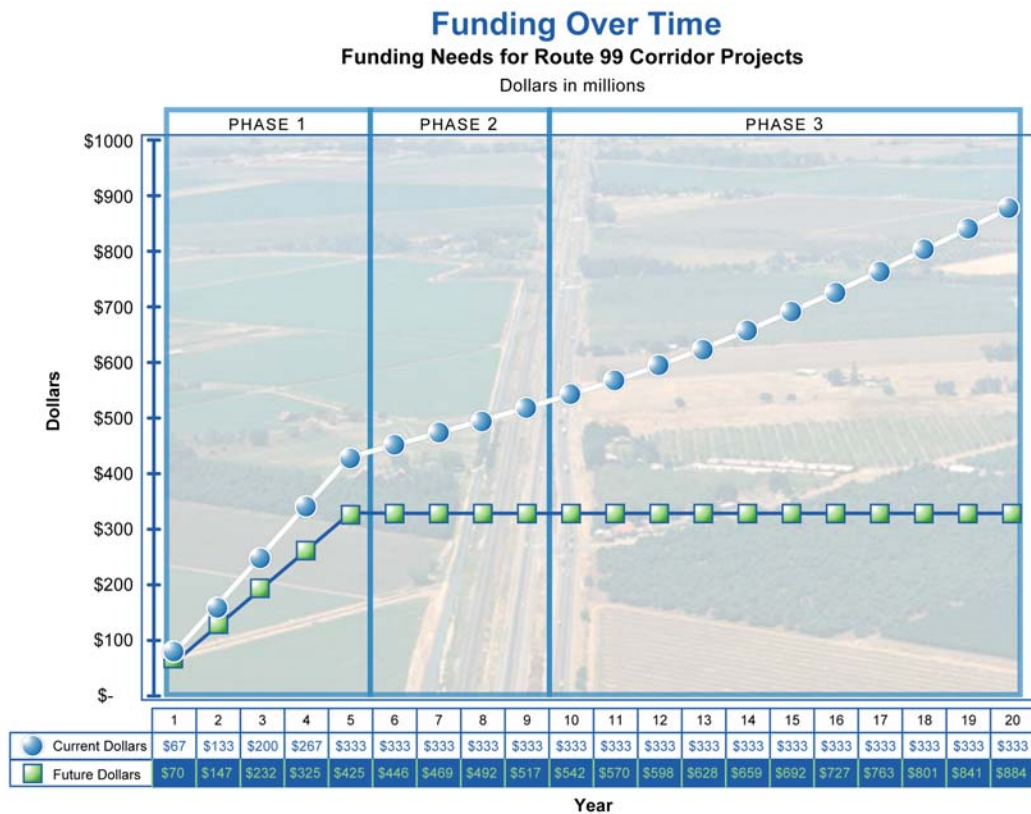 Funding Over Time
Funding Needs for Route 99 Corridor Projects
Dollars in millions
PHASE 1 PHASE 2 PHASE 3
$1000
$900
$800
$700
$600
$500
$400
$300
$200
$100
$-
Dollars
1 2 3 4 5 6 7 8 9 10 11 12 13 14 15 16 17 18 19 20
Current Dollars $67 $133 $200 $267 $333 $333 $333 $333 $333 $333 $333 $333 $333 $333 $333 $333 $333 $333 $333 $333
Future Dollars $70 $147 $232 $325 $425 $446 $469 $492 $517 $542 $570 $598 $628 $659 $692 $727 $763 $801 $841 $884
Year